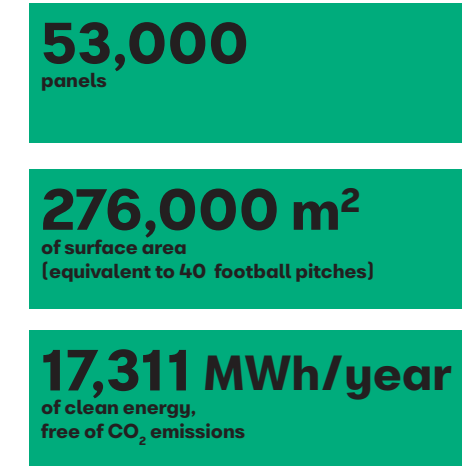 53,000
panels
276,000 m²
of surface area
(equivalent to 40 football pitches)
17,311 MWh/year
of clean energy,
free of CO₂ emissions